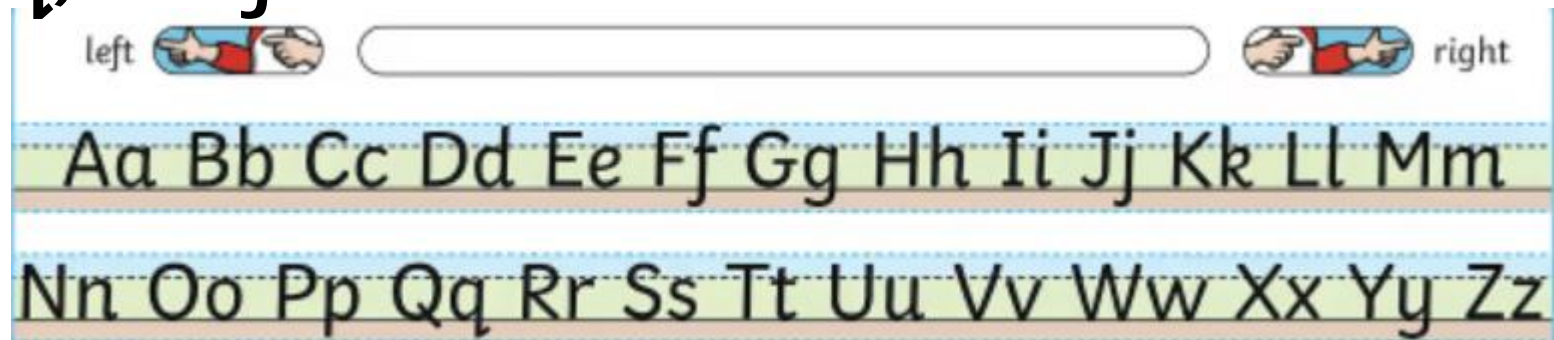 left right
Aa Bb Cc Dd Ee Ff Gg Hh Ii Jj Kk Ll Mm
Nn Oo Pp Qq Rr Ss Tt Uu Vv Ww Xx Yy Zz